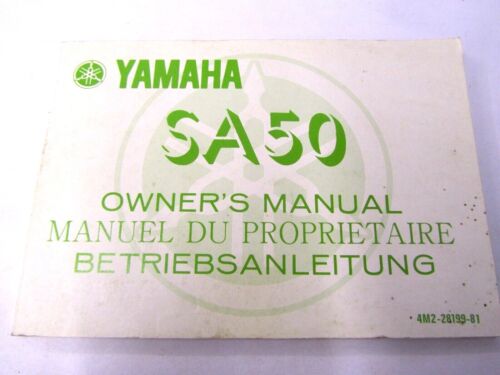 YAMAHA
SA50
OWNER'S MANUAL
MANUEL DU PROPRIETAIRE
BETRIEBSANLEITUNG
4M2-28199-81